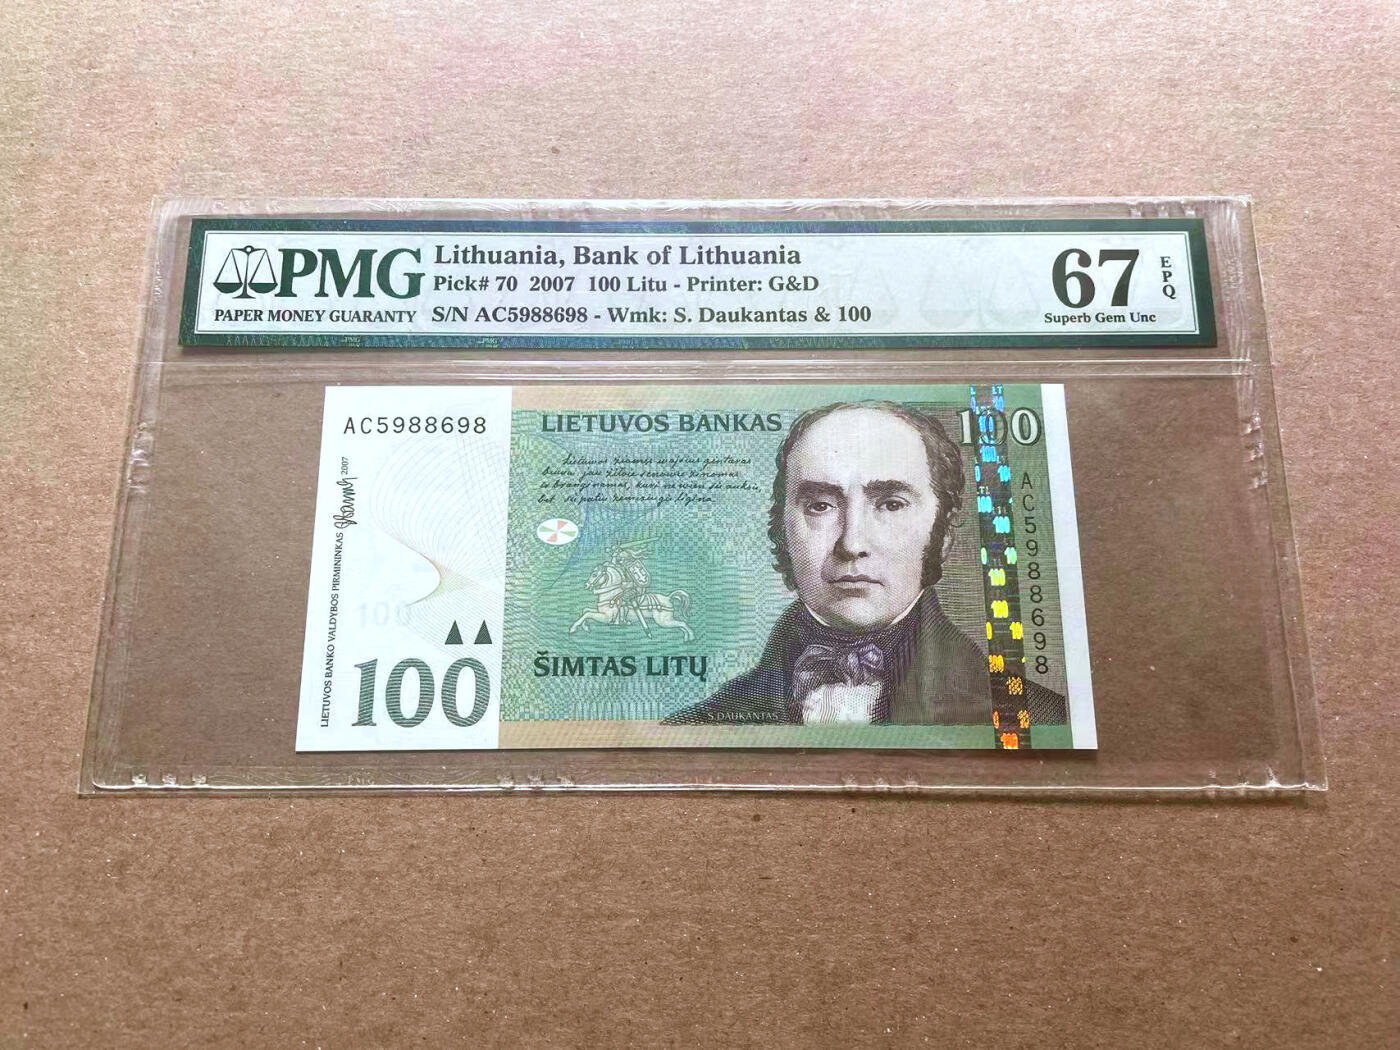 PMG
PAPER MONEY GUARANTY
Lithuania, Bank of Lithuania
Pick# 70 2007 100 Litu - Printer: G&D
S/N AC5988698 - Wmk: S. Daukantas & 100
67
EPQ
Superb Gem Unc
AC5988698
LIETUVOS BANKAS
100
AC5988698
LIETUVOS BANKO VALDYBOS PIRMININKAS
2007
100
ŠIMTAS LITŲ
100
S. DAUKANTAS